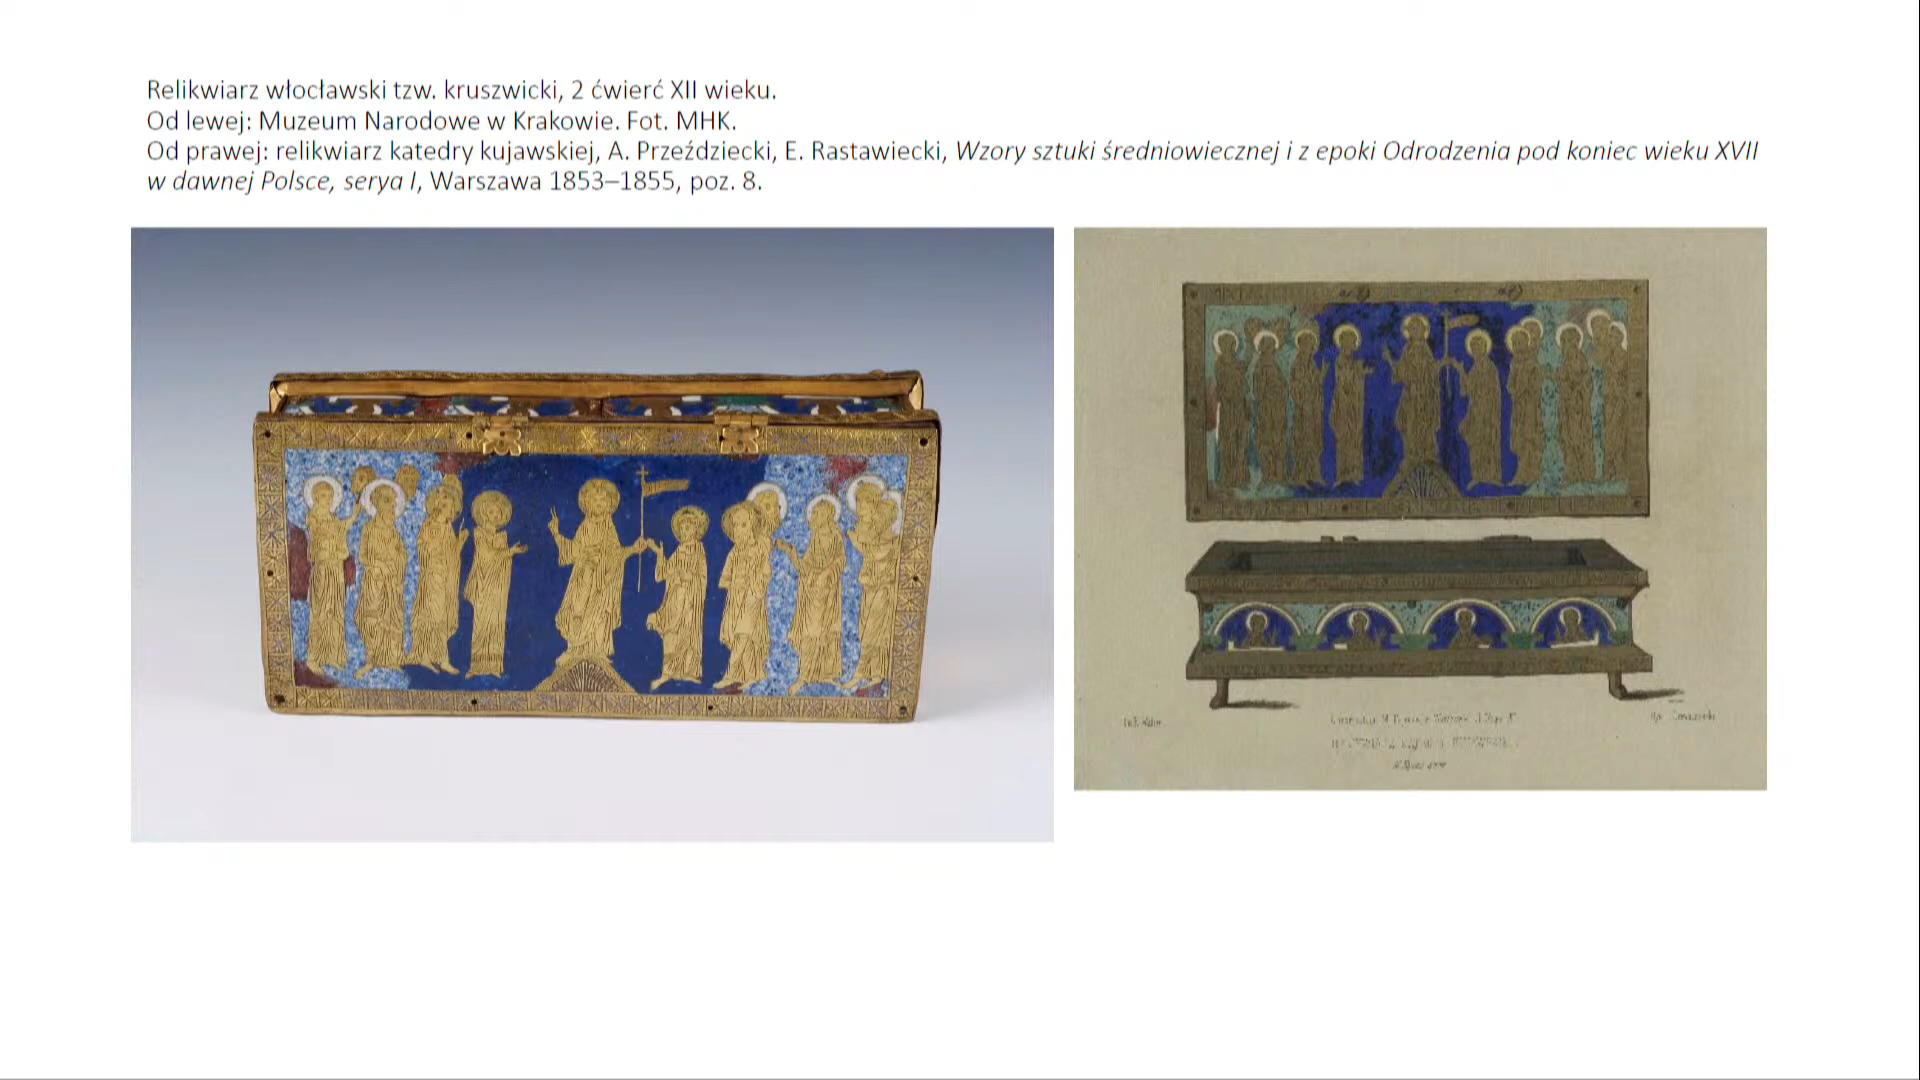 Relikwiarz włocławski tzw. kruszwicki, 2 ćwierć XII wieku.
Od lewej: Muzeum Narodowe w Krakowie. Fot. MHK.
Od prawej: relikwiarz katedry kujawskiej, A. Przeździecki, E. Rastawiecki, Wzory sztuki średniowiecznej i z epoki Odrodzenia pod koniec wieku XVII
w dawnej Polsce, serya I, Warszawa 1853–1855, poz. 8.